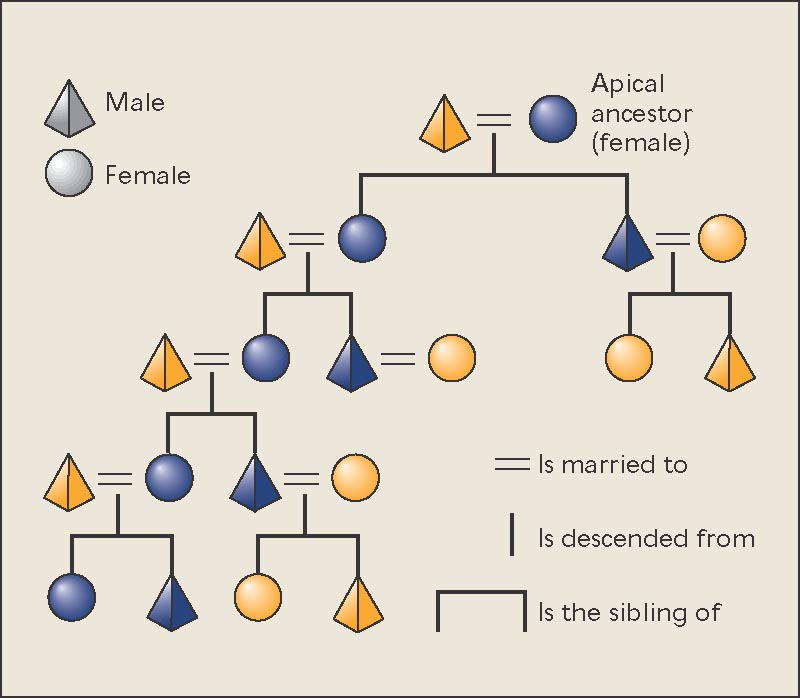 Male
Female
Apical
ancestor
(female)
Is married to
Is descended from
Is the sibling of